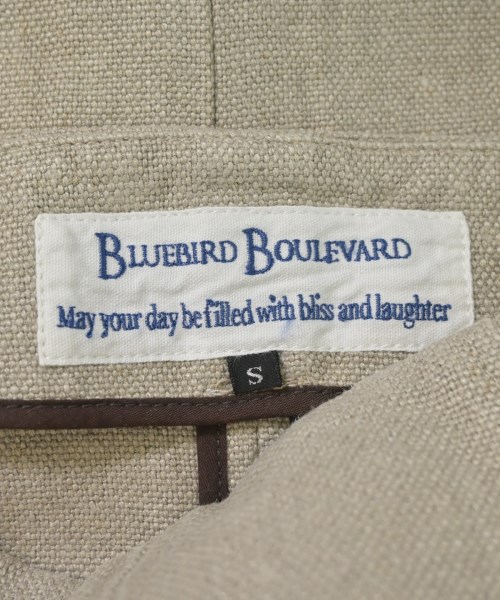 BLUEBIRD BOULEVARD
May your day be filled with bliss and laughter
S